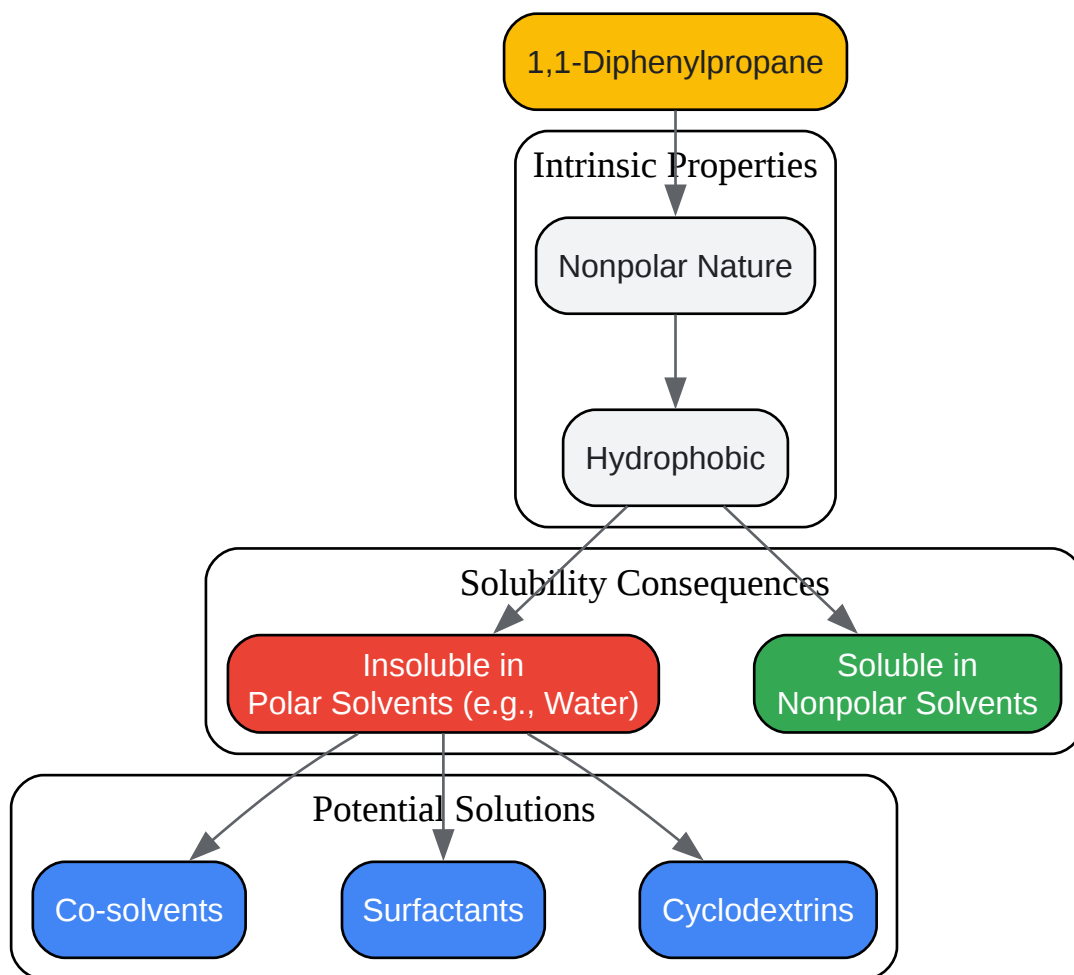 1,1-Diphenylpropane
Intrinsic Properties
Nonpolar Nature
Hydrophobic
Solubility Consequences
Insoluble in
Polar Solvents (e.g., Water)
Soluble in
Nonpolar Solvents
Potential Solutions
Co-solvents
Surfactants
Cyclodextrins